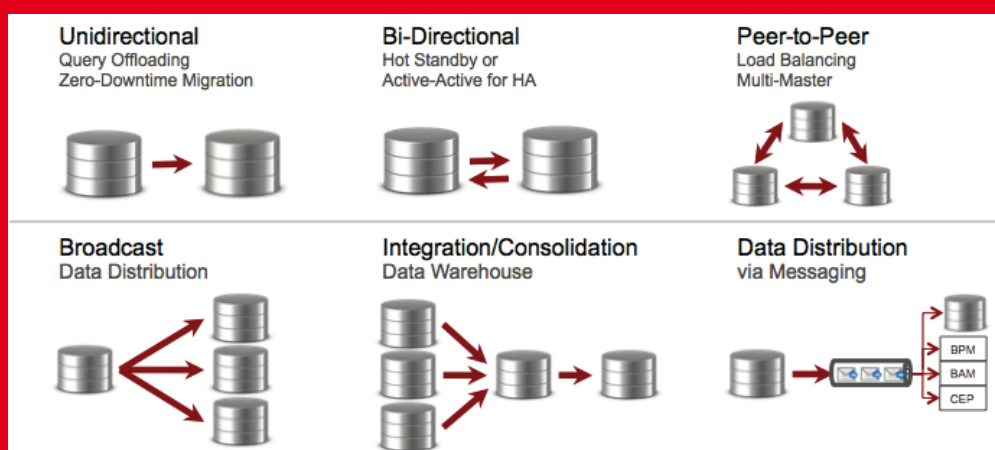 Unidirectional
Query Offloading
Zero-Downtime Migration
Bi-Directional
Hot Standby or
Active-Active for HA
Peer-to-Peer
Load Balancing
Multi-Master
Broadcast
Data Distribution
Integration/Consolidation
Data Warehouse
Data Distribution
via Messaging
BPM
BAM
CEP